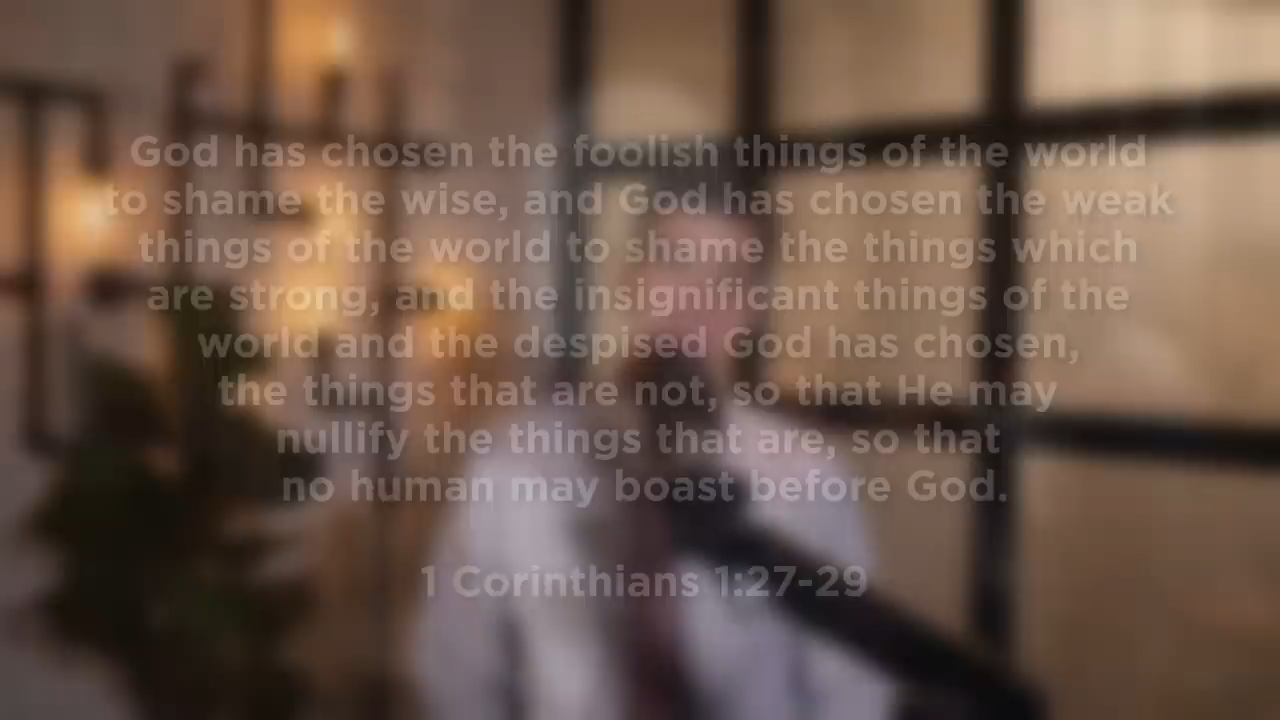 God has chosen the foolish things of the world
to shame the wise, and God has chosen the weak
things of the world to shame the things which
are strong, and the insignificant things of the
world and the despised God has chosen,
the things that are not, so that He may
nullify the things that are, so that
no human may boast before God.
1 Corinthians 1:27-29